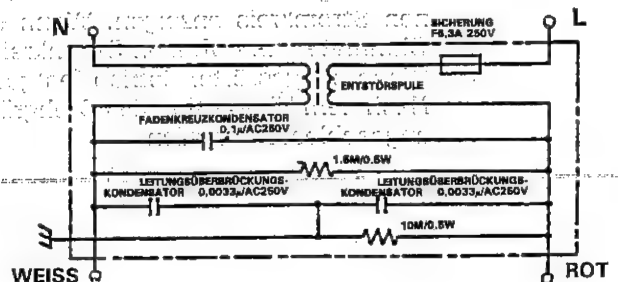 N
L
SICHERUNG
F6,3A 250V
ENTSTÖRSPULE
FADENKREUZKONDENSATOR
0,1µ/AC250V
1.5M/0.5W
LEITUNGSÜBERBRÜCKUNGS-
KONDENSATOR 0,0033µ/AC250V
LEITUNGSÜBERBRÜCKUNGS-
KONDENSATOR 0,0033µ/AC250V
10M/0.5W
WEISS
ROT